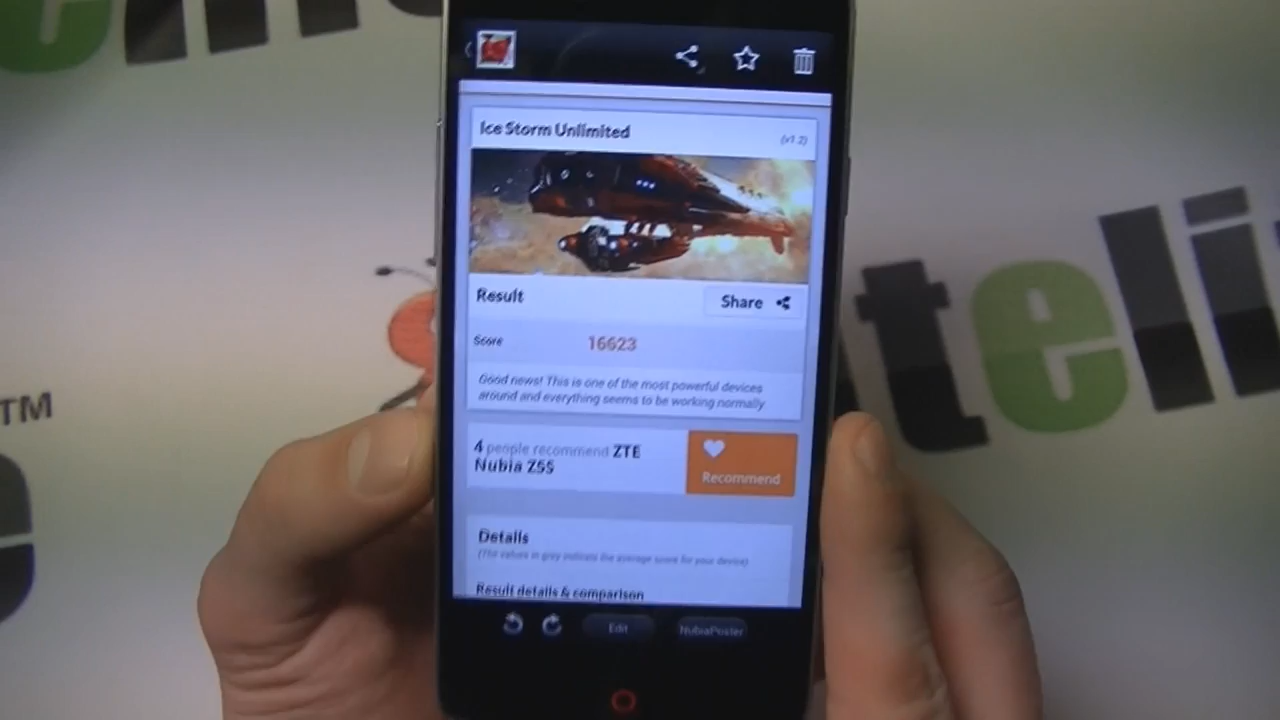 Ice Storm Unlimited
(v1.2)
Result
Share
Score
16623
Good news! This is one of the most powerful devices
around and everything seems to be working normally
4 people recommend ZTE
Nubia Z5S
Recommend
Details
(The values in grey indicate the average score for your device)
Result details & comparison
Edit
NubiaPoster
TM
teli